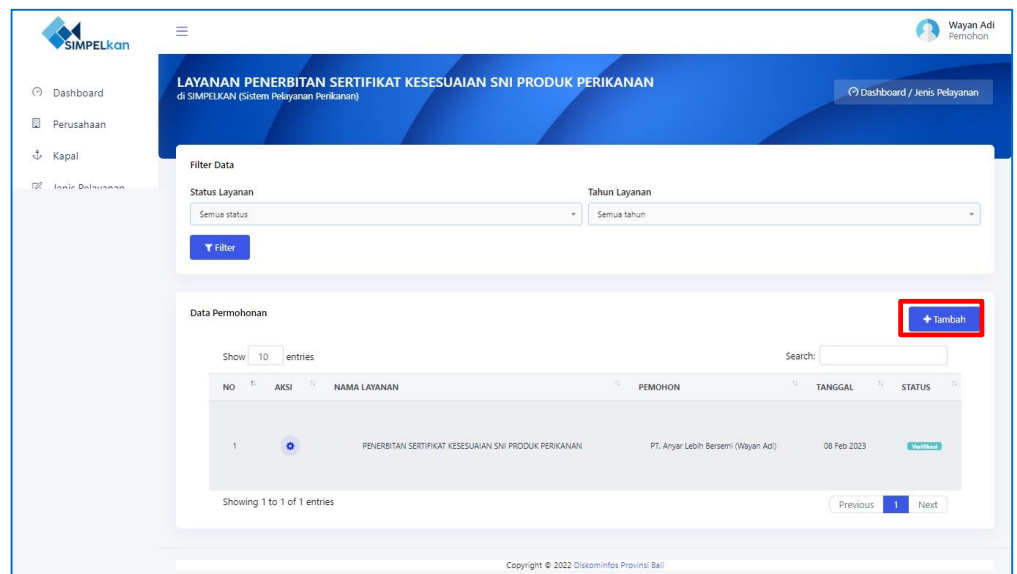 SIMPELkan
Wayan Adi
Pemohon
Dashboard
Perusahaan
Kapal
Jenis Pelayanan
LAYANAN PENERBITAN SERTIFIKAT KESESUAIAN SNI PRODUK PERIKANAN
di SIMPELKAN (Sistem Pelayanan Perikanan)
Dashboard / Jenis Pelayanan
Filter Data
Status Layanan
Tahun Layanan
Semua status
Semua tahun
Filter
Data Permohonan
+ Tambah
Show 10 entries
Search:
NO AKSI NAMA LAYANAN PEMOHON TANGGAL STATUS
1 PENERBITAN SERTIFIKAT KESESUAIAN SNI PRODUK PERIKANAN PT. Anyar Lebih Bersemi (Wayan Adi) 08 Feb 2023 Verifikasi
Showing 1 to 1 of 1 entries
Previous 1 Next
Copyright © 2022 Diskominfos Provinsi Bali